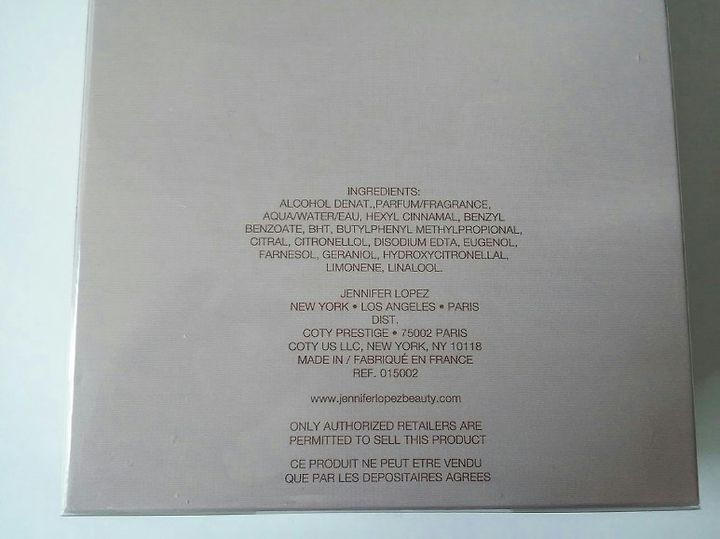 INGREDIENTS:
ALCOHOL DENAT.,PARFUM/FRAGRANCE,
AQUA/WATER/EAU, HEXYL CINNAMAL, BENZYL
BENZOATE, BHT, BUTYLPHENYL METHYLPROPIONAL,
CITRAL, CITRONELLOL, DISODIUM EDTA, EUGENOL,
FARNESOL, GERANIOL, HYDROXYCITRONELLAL,
LIMONENE, LINALOOL.
JENNIFER LOPEZ
NEW YORK • LOS ANGELES • PARIS
DIST.
COTY PRESTIGE • 75002 PARIS
COTY US LLC, NEW YORK, NY 10118
MADE IN / FABRIQUÉ EN FRANCE
REF. 015002
www.jenniferlopezbeauty.com
ONLY AUTHORIZED RETAILERS ARE
PERMITTED TO SELL THIS PRODUCT
CE PRODUIT NE PEUT ETRE VENDU
QUE PAR LES DEPOSITAIRES AGREES